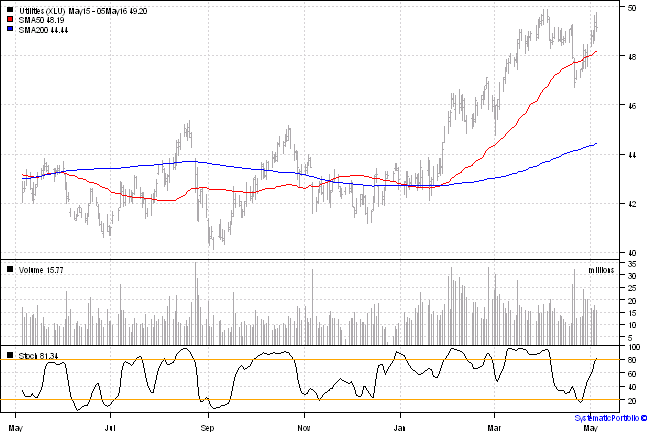 Utilities (XLU) May15 - 05May16 49.20
SMA50 48.19
SMA200 44.44
50
48
46
44
42
40
Volume 15.77
millions
35
30
25
20
15
10
5
Stoch 81.34
100
80
60
40
20
May
Jul
Sep
Nov
Jan
Mar
May
SystematicPortfolio ©